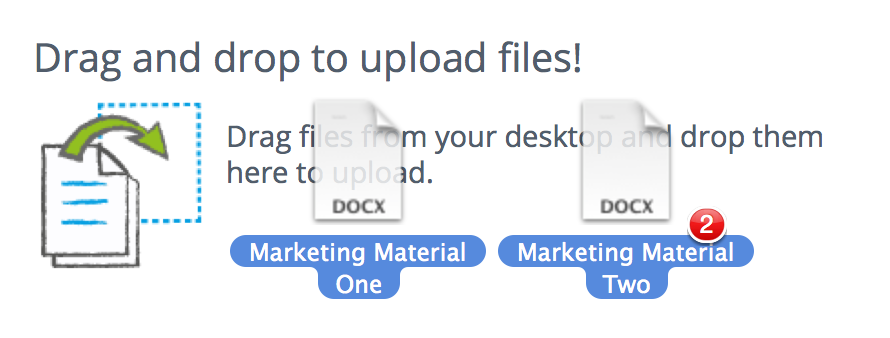 Drag and drop to upload files!
Drag files from your desktop and drop them
here to upload.
DOCX
DOCX
2
Marketing Material
One
Marketing Material
Two